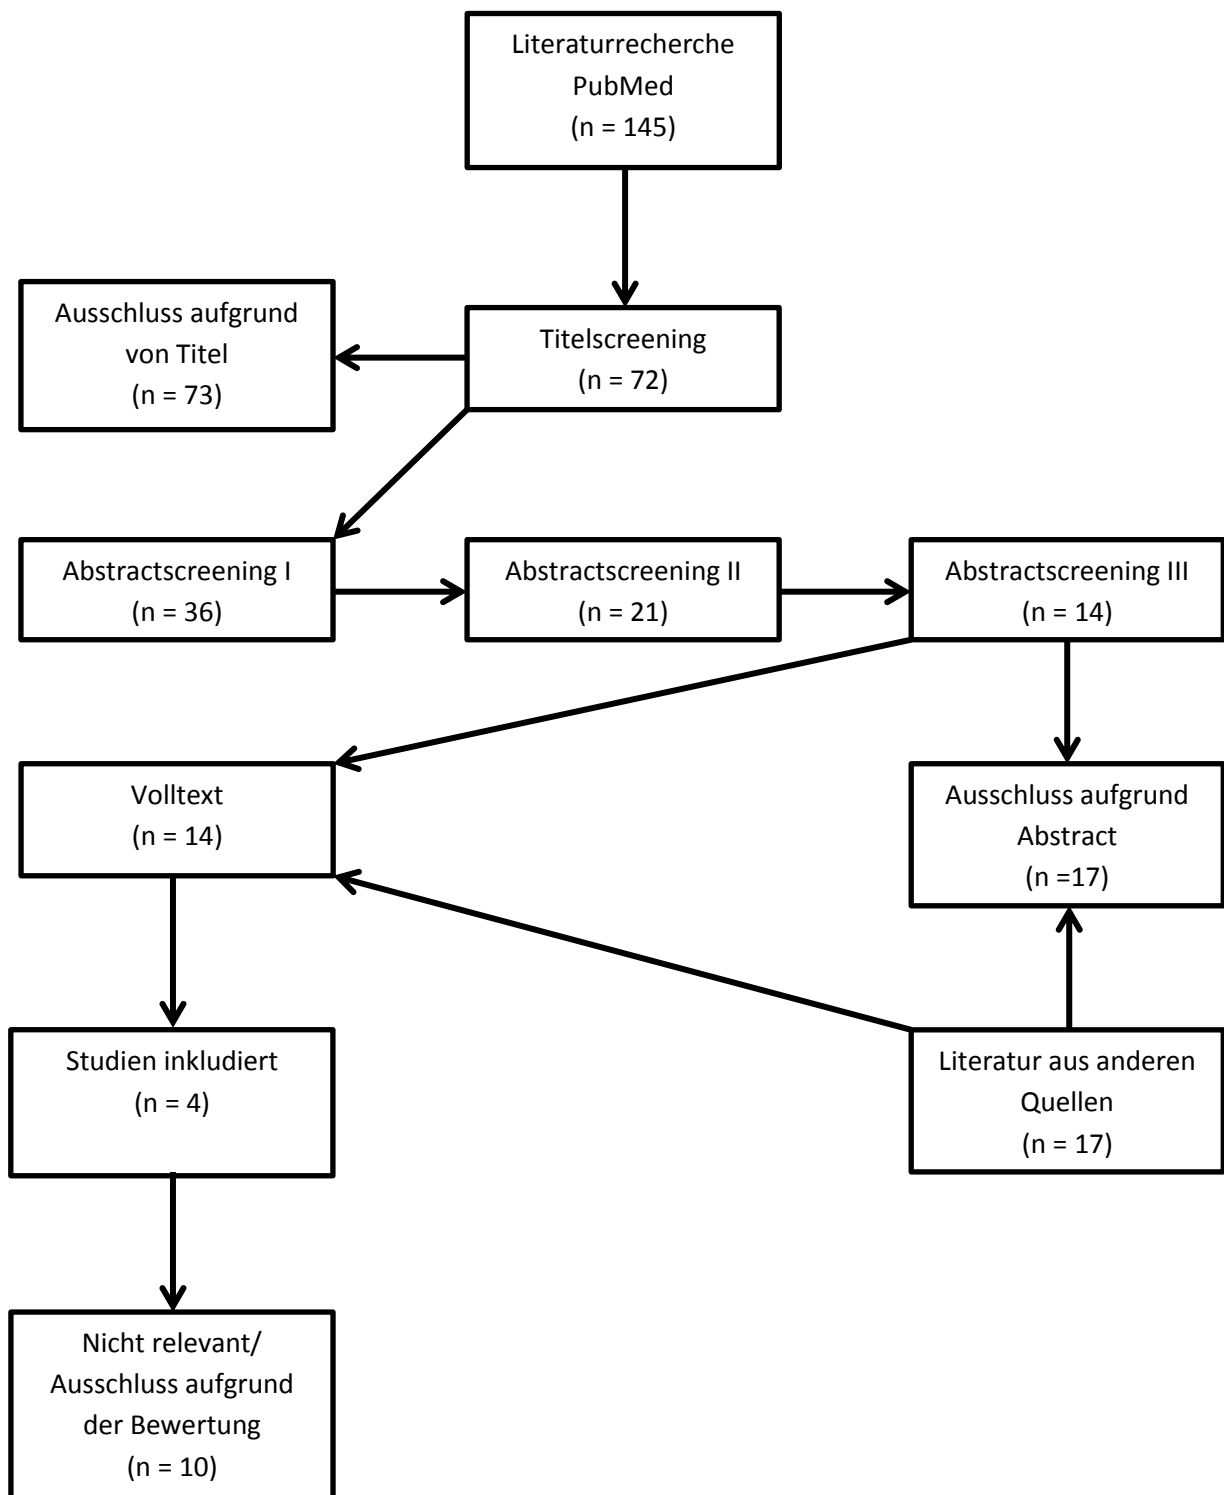 Literaturrecherche
PubMed
(n = 145)
Ausschluss aufgrund
von Titel
(n = 73)
Titelscreening
(n = 72)
Abstractscreening I
(n = 36)
Abstractscreening II
(n = 21)
Abstractscreening III
(n = 14)
Volltext
(n = 14)
Ausschluss aufgrund
Abstract
(n =17)
Studien inkludiert
(n = 4)
Literatur aus anderen
Quellen
(n = 17)
Nicht relevant/
Ausschluss aufgrund
der Bewertung
(n = 10)